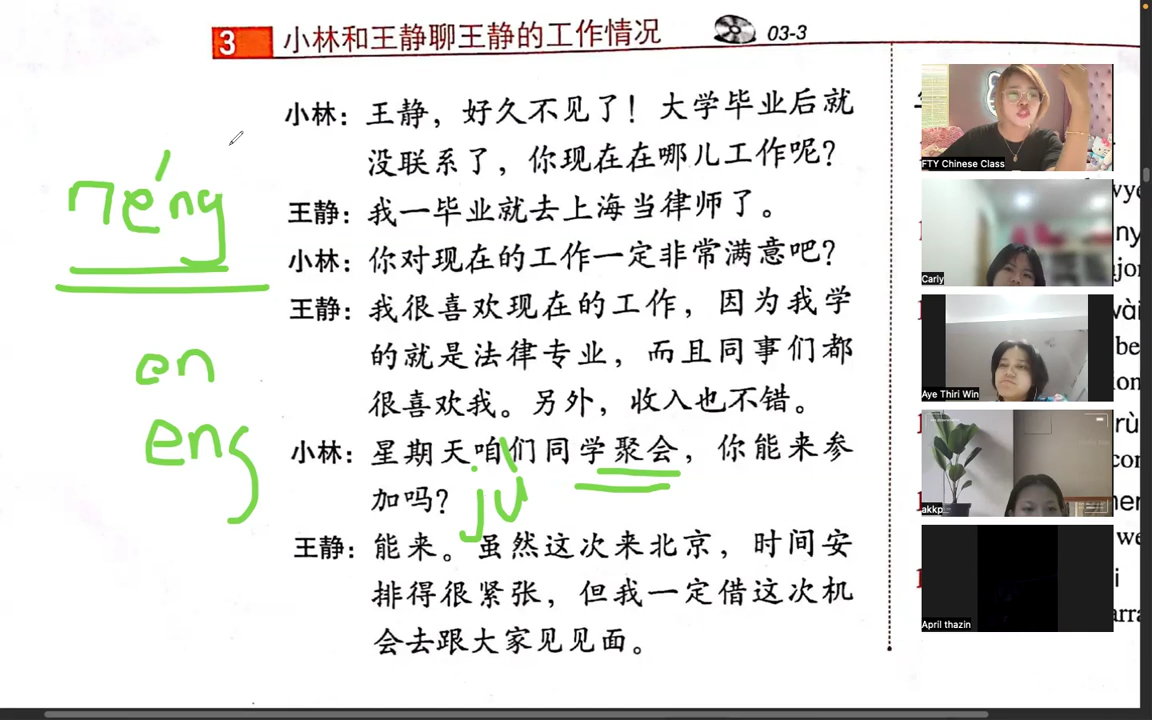 3 小林和王静聊王静的工作情况 03-3
小林：王静，好久不见了！大学毕业后就
没联系了，你现在在哪儿工作呢？
王静：我一毕业就去上海当律师了。
小林：你对现在的工作一定非常满意吧？
王静：我很喜欢现在的工作，因为我学
的就是法律专业，而且同事们都
很喜欢我。另外，收入也不错。
小林：星期天咱们同学聚会，你能来参
加吗？
王静：能来。虽然这次来北京，时间安
排得很紧张，但我一定借这次机
会去跟大家见见面。
néng
en
eng
jù
FTY Chinese Class
Carly
Aye Thiri Win
akkp
April thazin